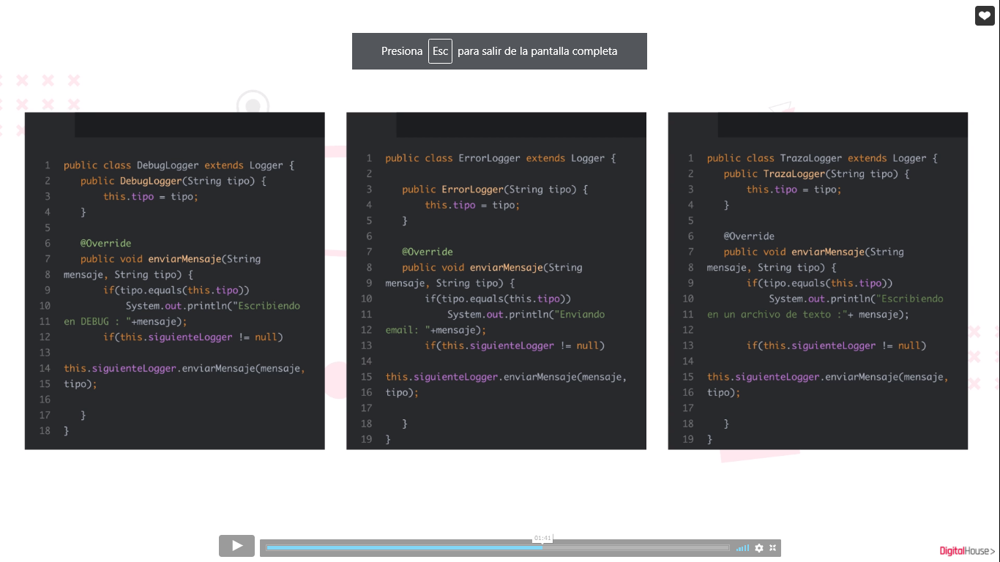 Presiona Esc para salir de la pantalla completa
1 public class DebugLogger extends Logger {
2 public DebugLogger(String tipo) {
3 this.tipo = tipo;
4 }
5
6 @Override
7 public void enviarMensaje(String
8 mensaje, String tipo) {
9 if(tipo.equals(this.tipo))
10 System.out.println("Escribiendo
11 en DEBUG : "+mensaje);
12 if(this.siguienteLogger != null)
13
14 this.siguienteLogger.enviarMensaje(mensaje,
15 tipo);
16
17 }
18 }
1 public class ErrorLogger extends Logger {
2
3 public ErrorLogger(String tipo) {
4 this.tipo = tipo;
5 }
6
7 @Override
8 public void enviarMensaje(String
9 mensaje, String tipo) {
10 if(tipo.equals(this.tipo))
11 System.out.println("Enviando
12 email: "+mensaje);
13 if(this.siguienteLogger != null)
14
15 this.siguienteLogger.enviarMensaje(mensaje,
16 tipo);
17
18 }
19 }
1 public class TrazaLogger extends Logger {
2 public TrazaLogger(String tipo) {
3 this.tipo = tipo;
4 }
5
6 @Override
7 public void enviarMensaje(String
8 mensaje, String tipo) {
9 if(tipo.equals(this.tipo))
10 System.out.println("Escribiendo
11 en un archivo de texto :"+ mensaje);
12
13 if(this.siguienteLogger != null)
14
15 this.siguienteLogger.enviarMensaje(mensaje,
16 tipo);
17
18 }
19 }
01:41
DigitalHouse>